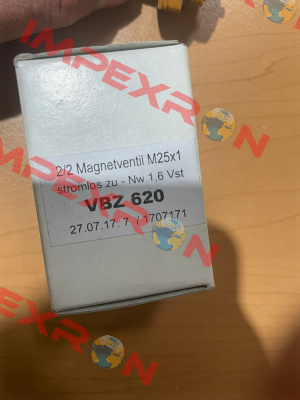 IMPEXRON
2/2 Magnetventil M25x1
stromlos zu - Nw 1,6 Vst
VBZ 620
27.07.17. 7 / 1707171
IMPEXRON
IMPEXRON